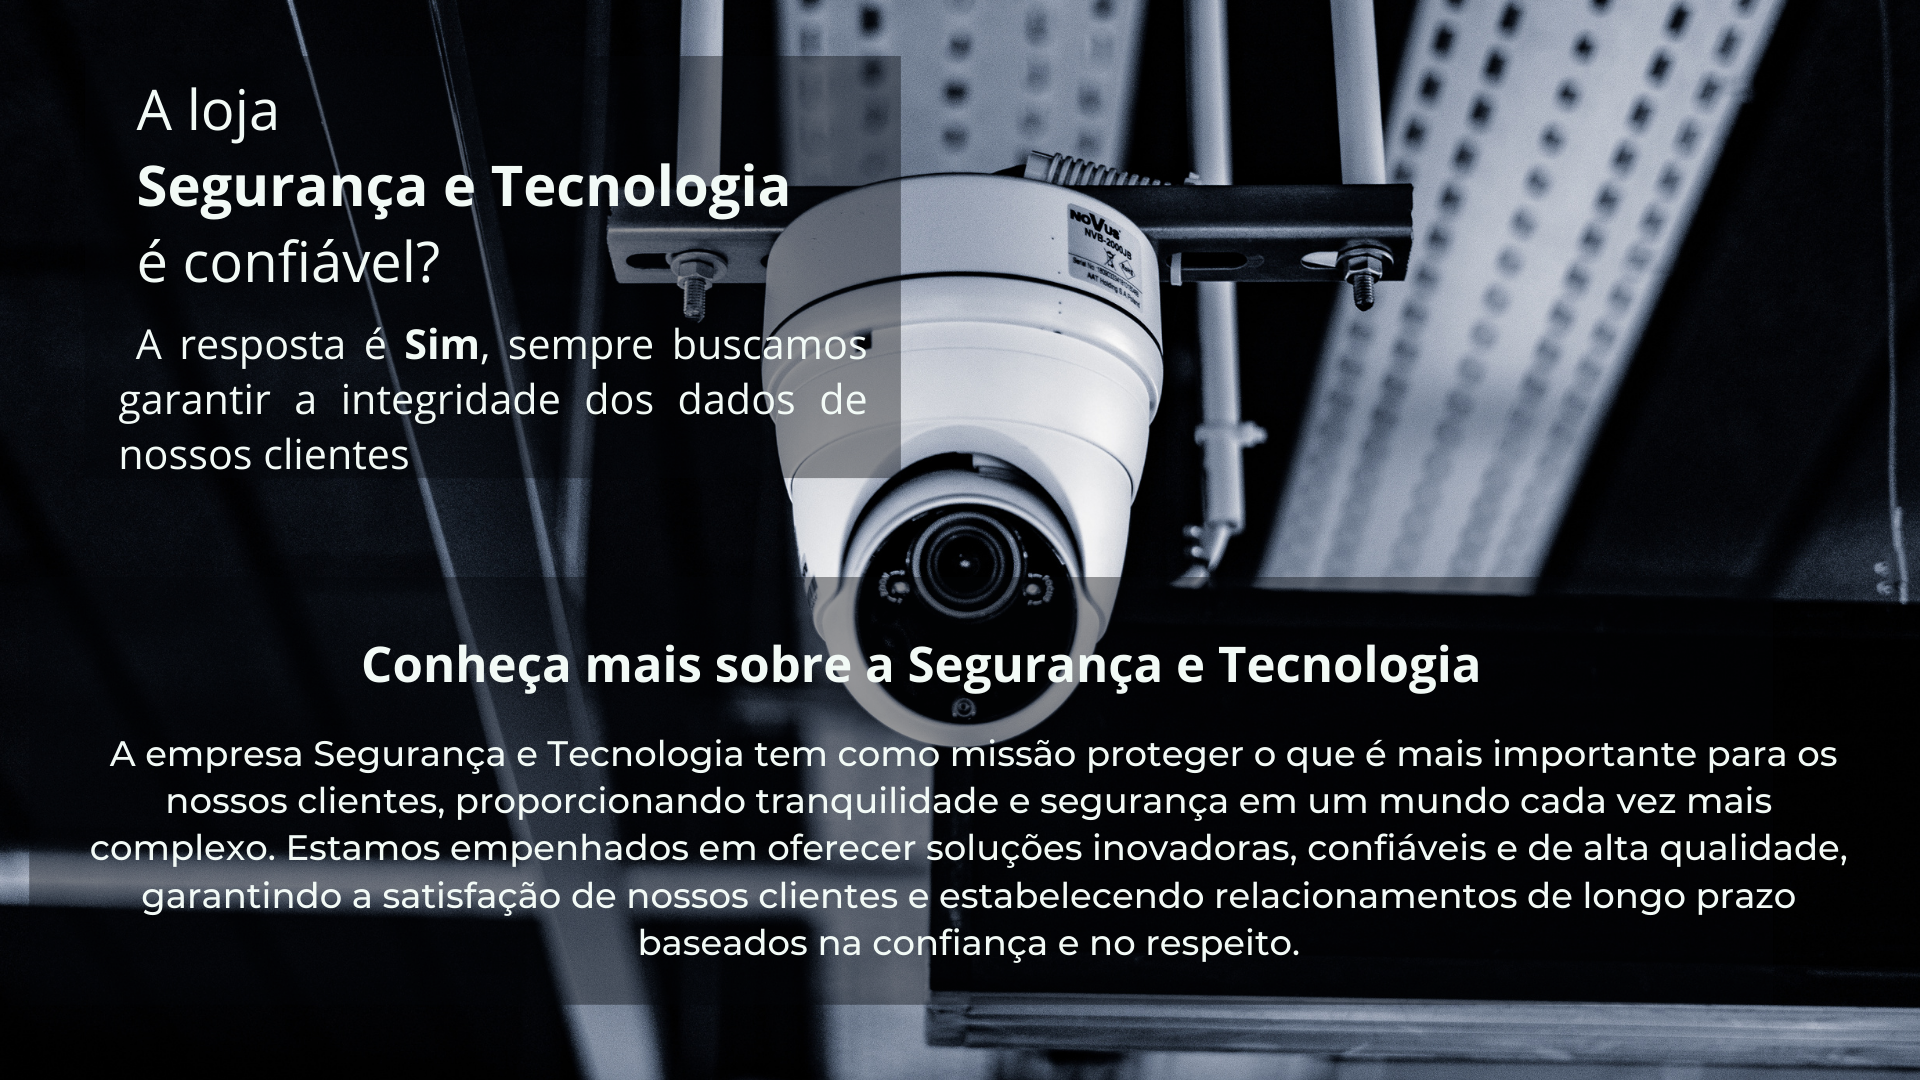 A loja
Segurança e Tecnologia
é confiável?
A resposta é Sim, sempre buscamos
garantir a integridade dos dados de
nossos clientes
NOVUS
NVB-2000JB
Conheça mais sobre a Segurança e Tecnologia
A empresa Segurança e Tecnologia tem como missão proteger o que é mais importante para os
nossos clientes, proporcionando tranquilidade e segurança em um mundo cada vez mais
complexo. Estamos empenhados em oferecer soluções inovadoras, confiáveis e de alta qualidade,
garantindo a satisfação de nossos clientes e estabelecendo relacionamentos de longo prazo
baseados na confiança e no respeito.